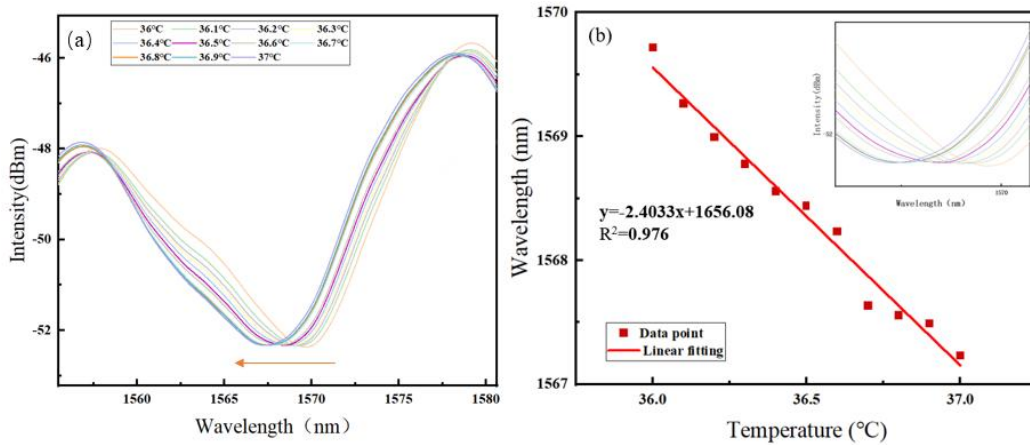 (a)
36℃ 36.1℃ 36.2℃ 36.3℃
36.4℃ 36.5℃ 36.6℃ 36.7℃
36.8℃ 36.9℃ 37℃
-46
-48
-50
-52
Intensity(dBm)
1560 1565 1570 1575 1580
Wavelength（nm）
(b)
1570
1569
1568
1567
Wavelength (nm)
y=-2.4033x+1656.08
R²=0.976
Data point
Linear fitting
36.0 36.5 37.0
Temperature (℃)
Intensity(dBm)
1570
Wavelength（nm）